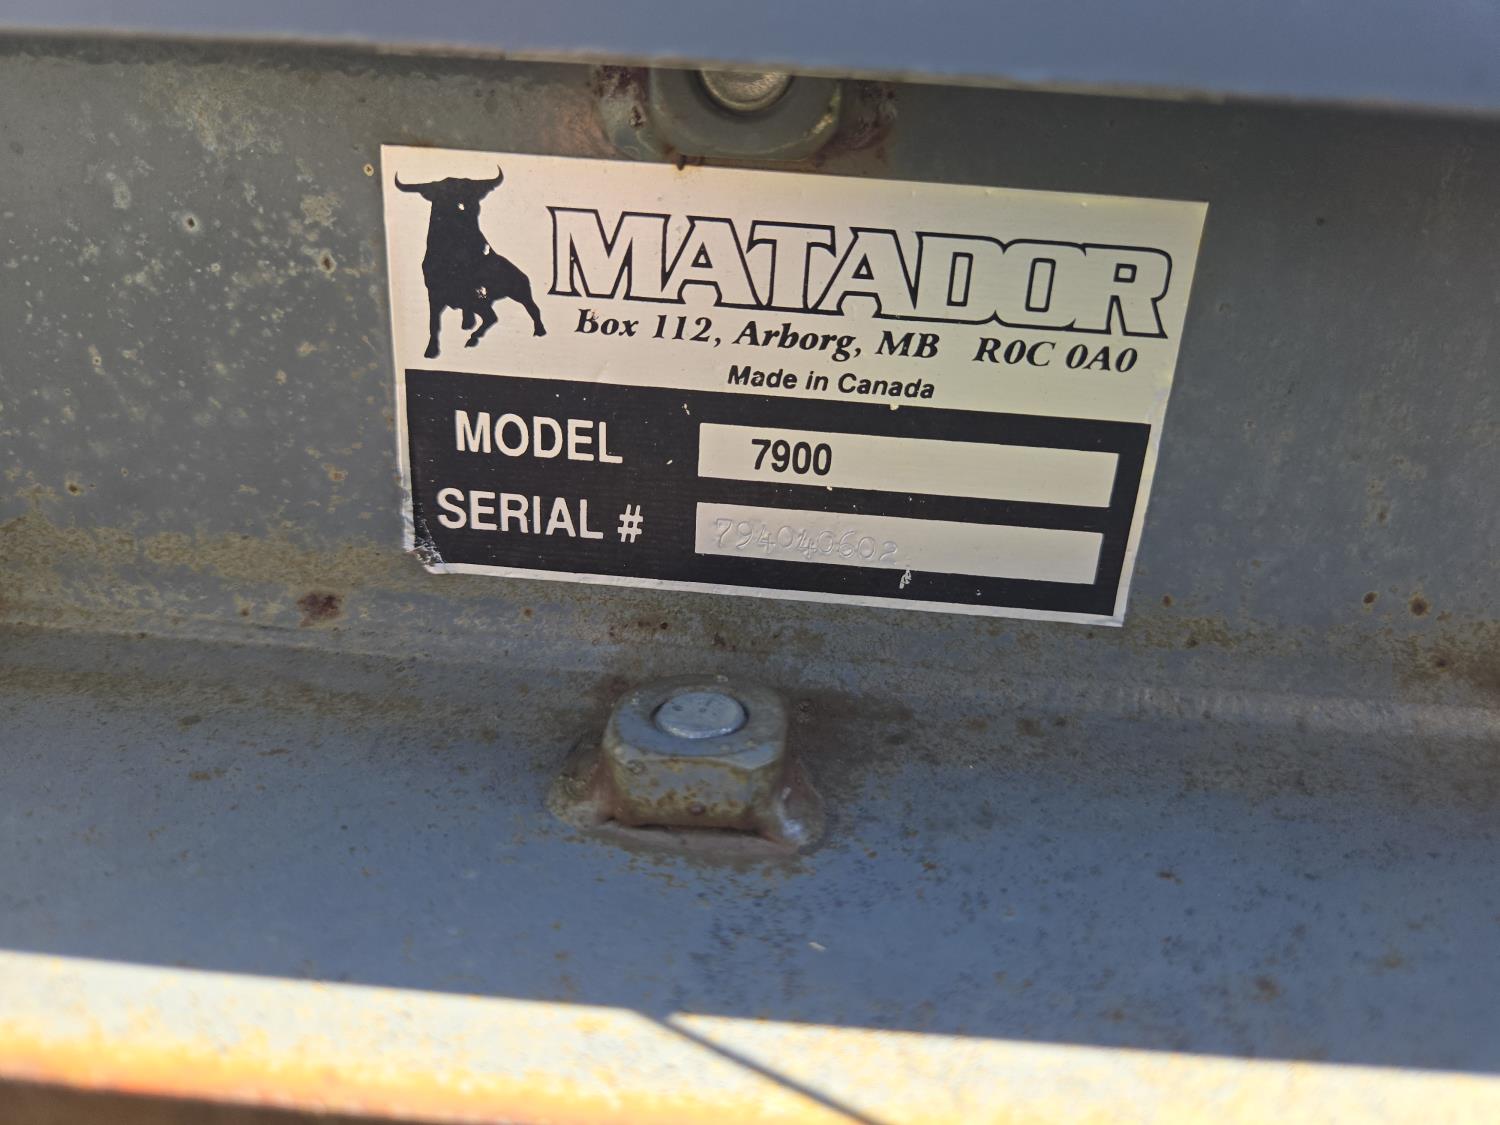 MATADOR
Box 112, Arborg, MB R0C 0A0
Made in Canada
MODEL 7900
SERIAL # 794040602